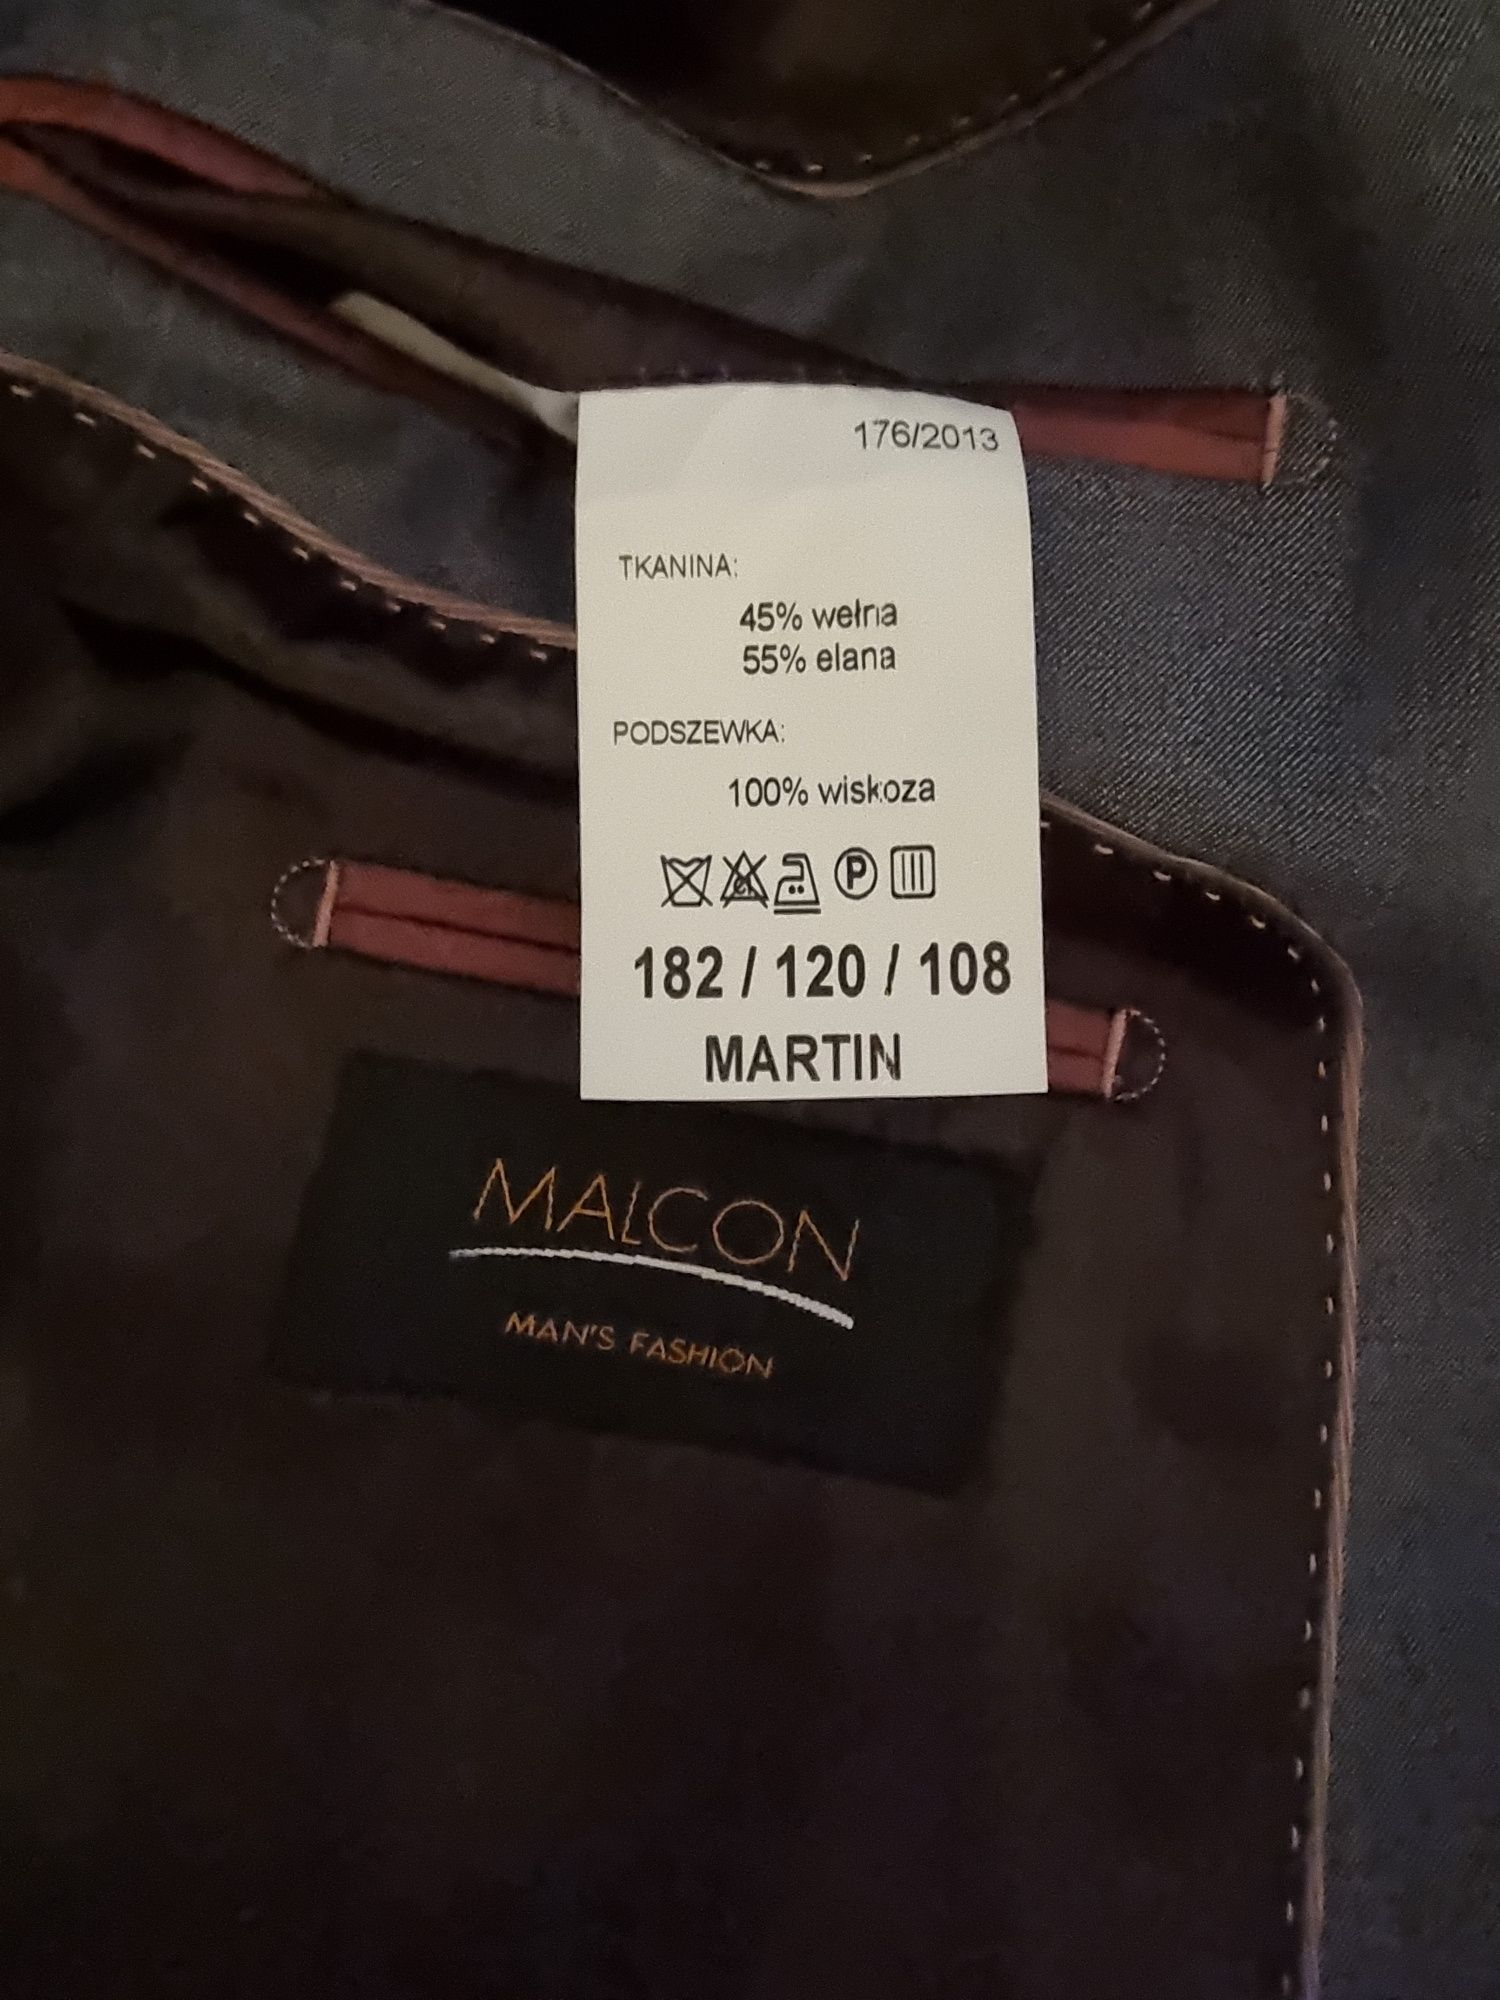 176/2013
TKANINA:
45% wełna
55% elana
PODSZEWKA:
100% wiskoza
P
182 / 120 / 108
MARTIN
MALCON
MAN'S FASHION